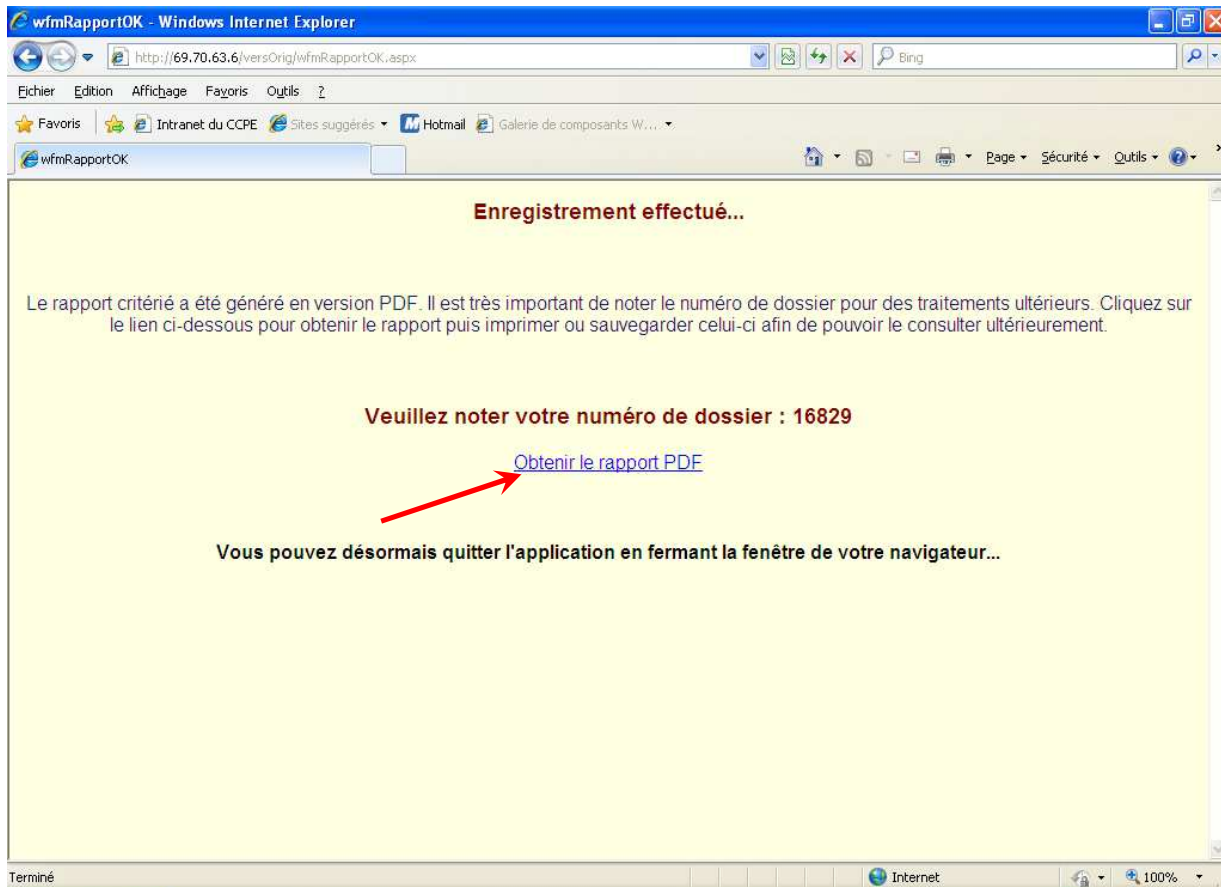 wfmRapportOK - Windows Internet Explorer
http://69.70.63.6/versOrig/wfmRapportOK.aspx
Bing
Fichier Edition Affichage Favoris Outils ?
Favoris Intranet du CCPE Sites suggérés Hotmail Galerie de composants W...
wfmRapportOK Page Sécurité Outils
Enregistrement effectué...
Le rapport critérié a été généré en version PDF. Il est très important de noter le numéro de dossier pour des traitements ultérieurs. Cliquez sur
le lien ci-dessous pour obtenir le rapport puis imprimer ou sauvegarder celui-ci afin de pouvoir le consulter ultérieurement.
Veuillez noter votre numéro de dossier : 16829
Obtenir le rapport PDF
Vous pouvez désormais quitter l'application en fermant la fenêtre de votre navigateur...
Terminé Internet 100%